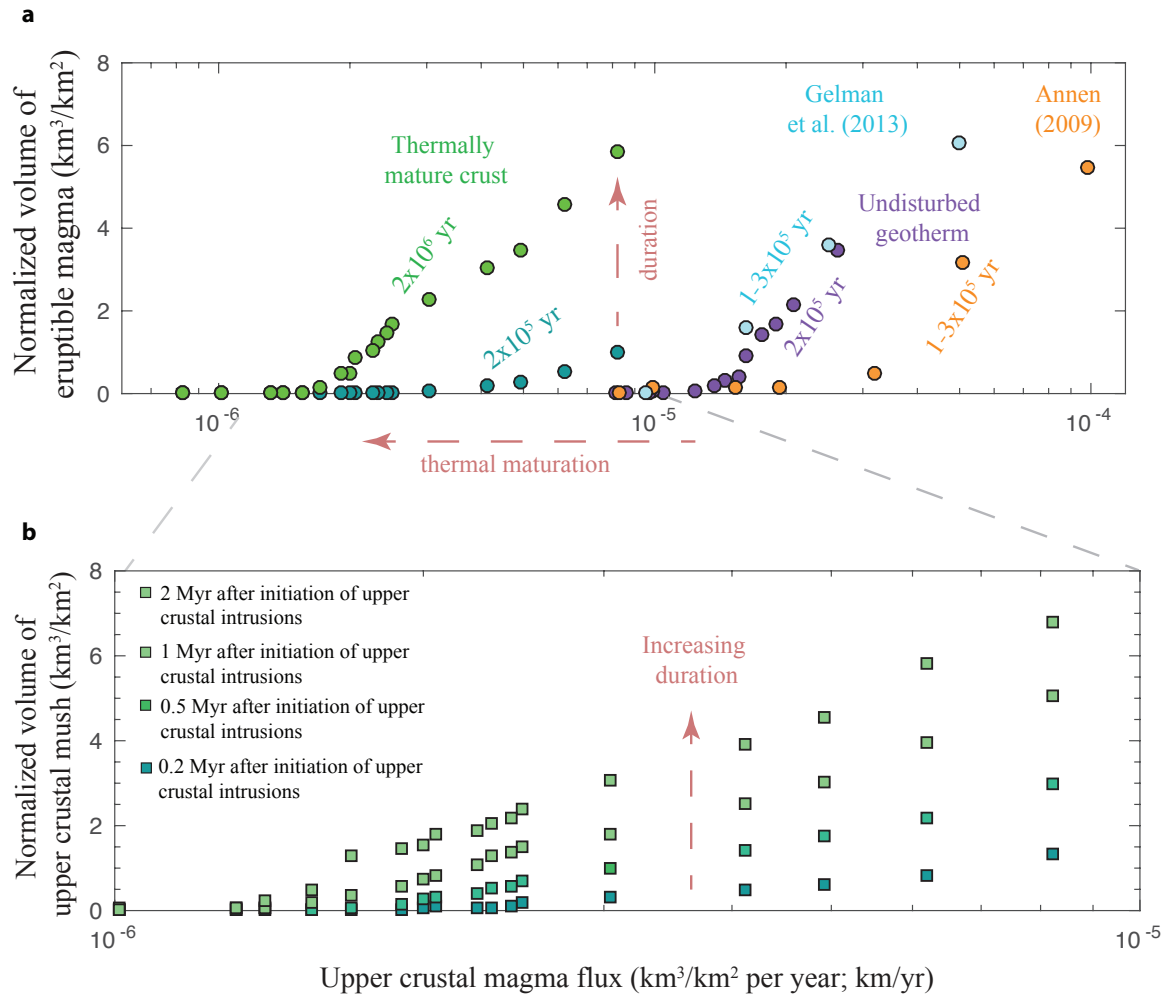 a
Normalized volume of
eruptible magma (km³/km²)
8
6
4
2
0
10⁻⁶
10⁻⁵
10⁻⁴
Thermally
mature crust
2x10⁶ yr
2x10⁵ yr
duration
Gelman
et al. (2013)
1-3x10⁵ yr
Undisturbed
geotherm
2x10⁵ yr
Annen
(2009)
1-3x10⁵ yr
thermal maturation
b
Normalized volume of
upper crustal mush (km³/km²)
8
6
4
2
0
2 Myr after initiation of upper
crustal intrusions
1 Myr after initiation of upper
crustal intrusions
0.5 Myr after initiation of upper
crustal intrusions
0.2 Myr after initiation of upper
crustal intrusions
Increasing
duration
10⁻⁶
10⁻⁵
Upper crustal magma flux (km³/km² per year; km/yr)